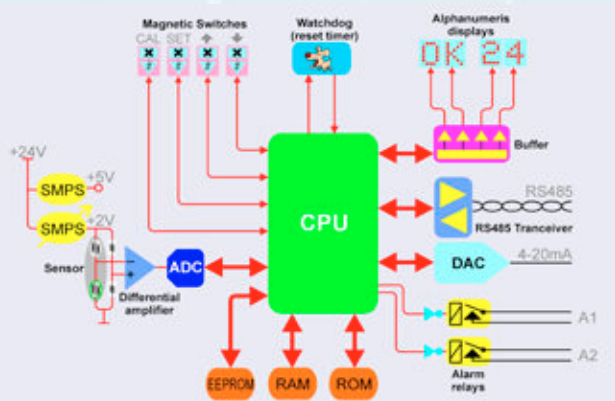 Magnetic Switches
CAL SET
Watchdog
(reset timer)
Alphanumeris
displays
OK 24
Buffer
+24V
+5V
SMPS
+2V
SMPS
Sensor
Differential
amplifier
ADC
CPU
RS485
RS485 Tranceiver
DAC
4-20mA
A1
A2
Alarm
relays
EEPROM
RAM
ROM